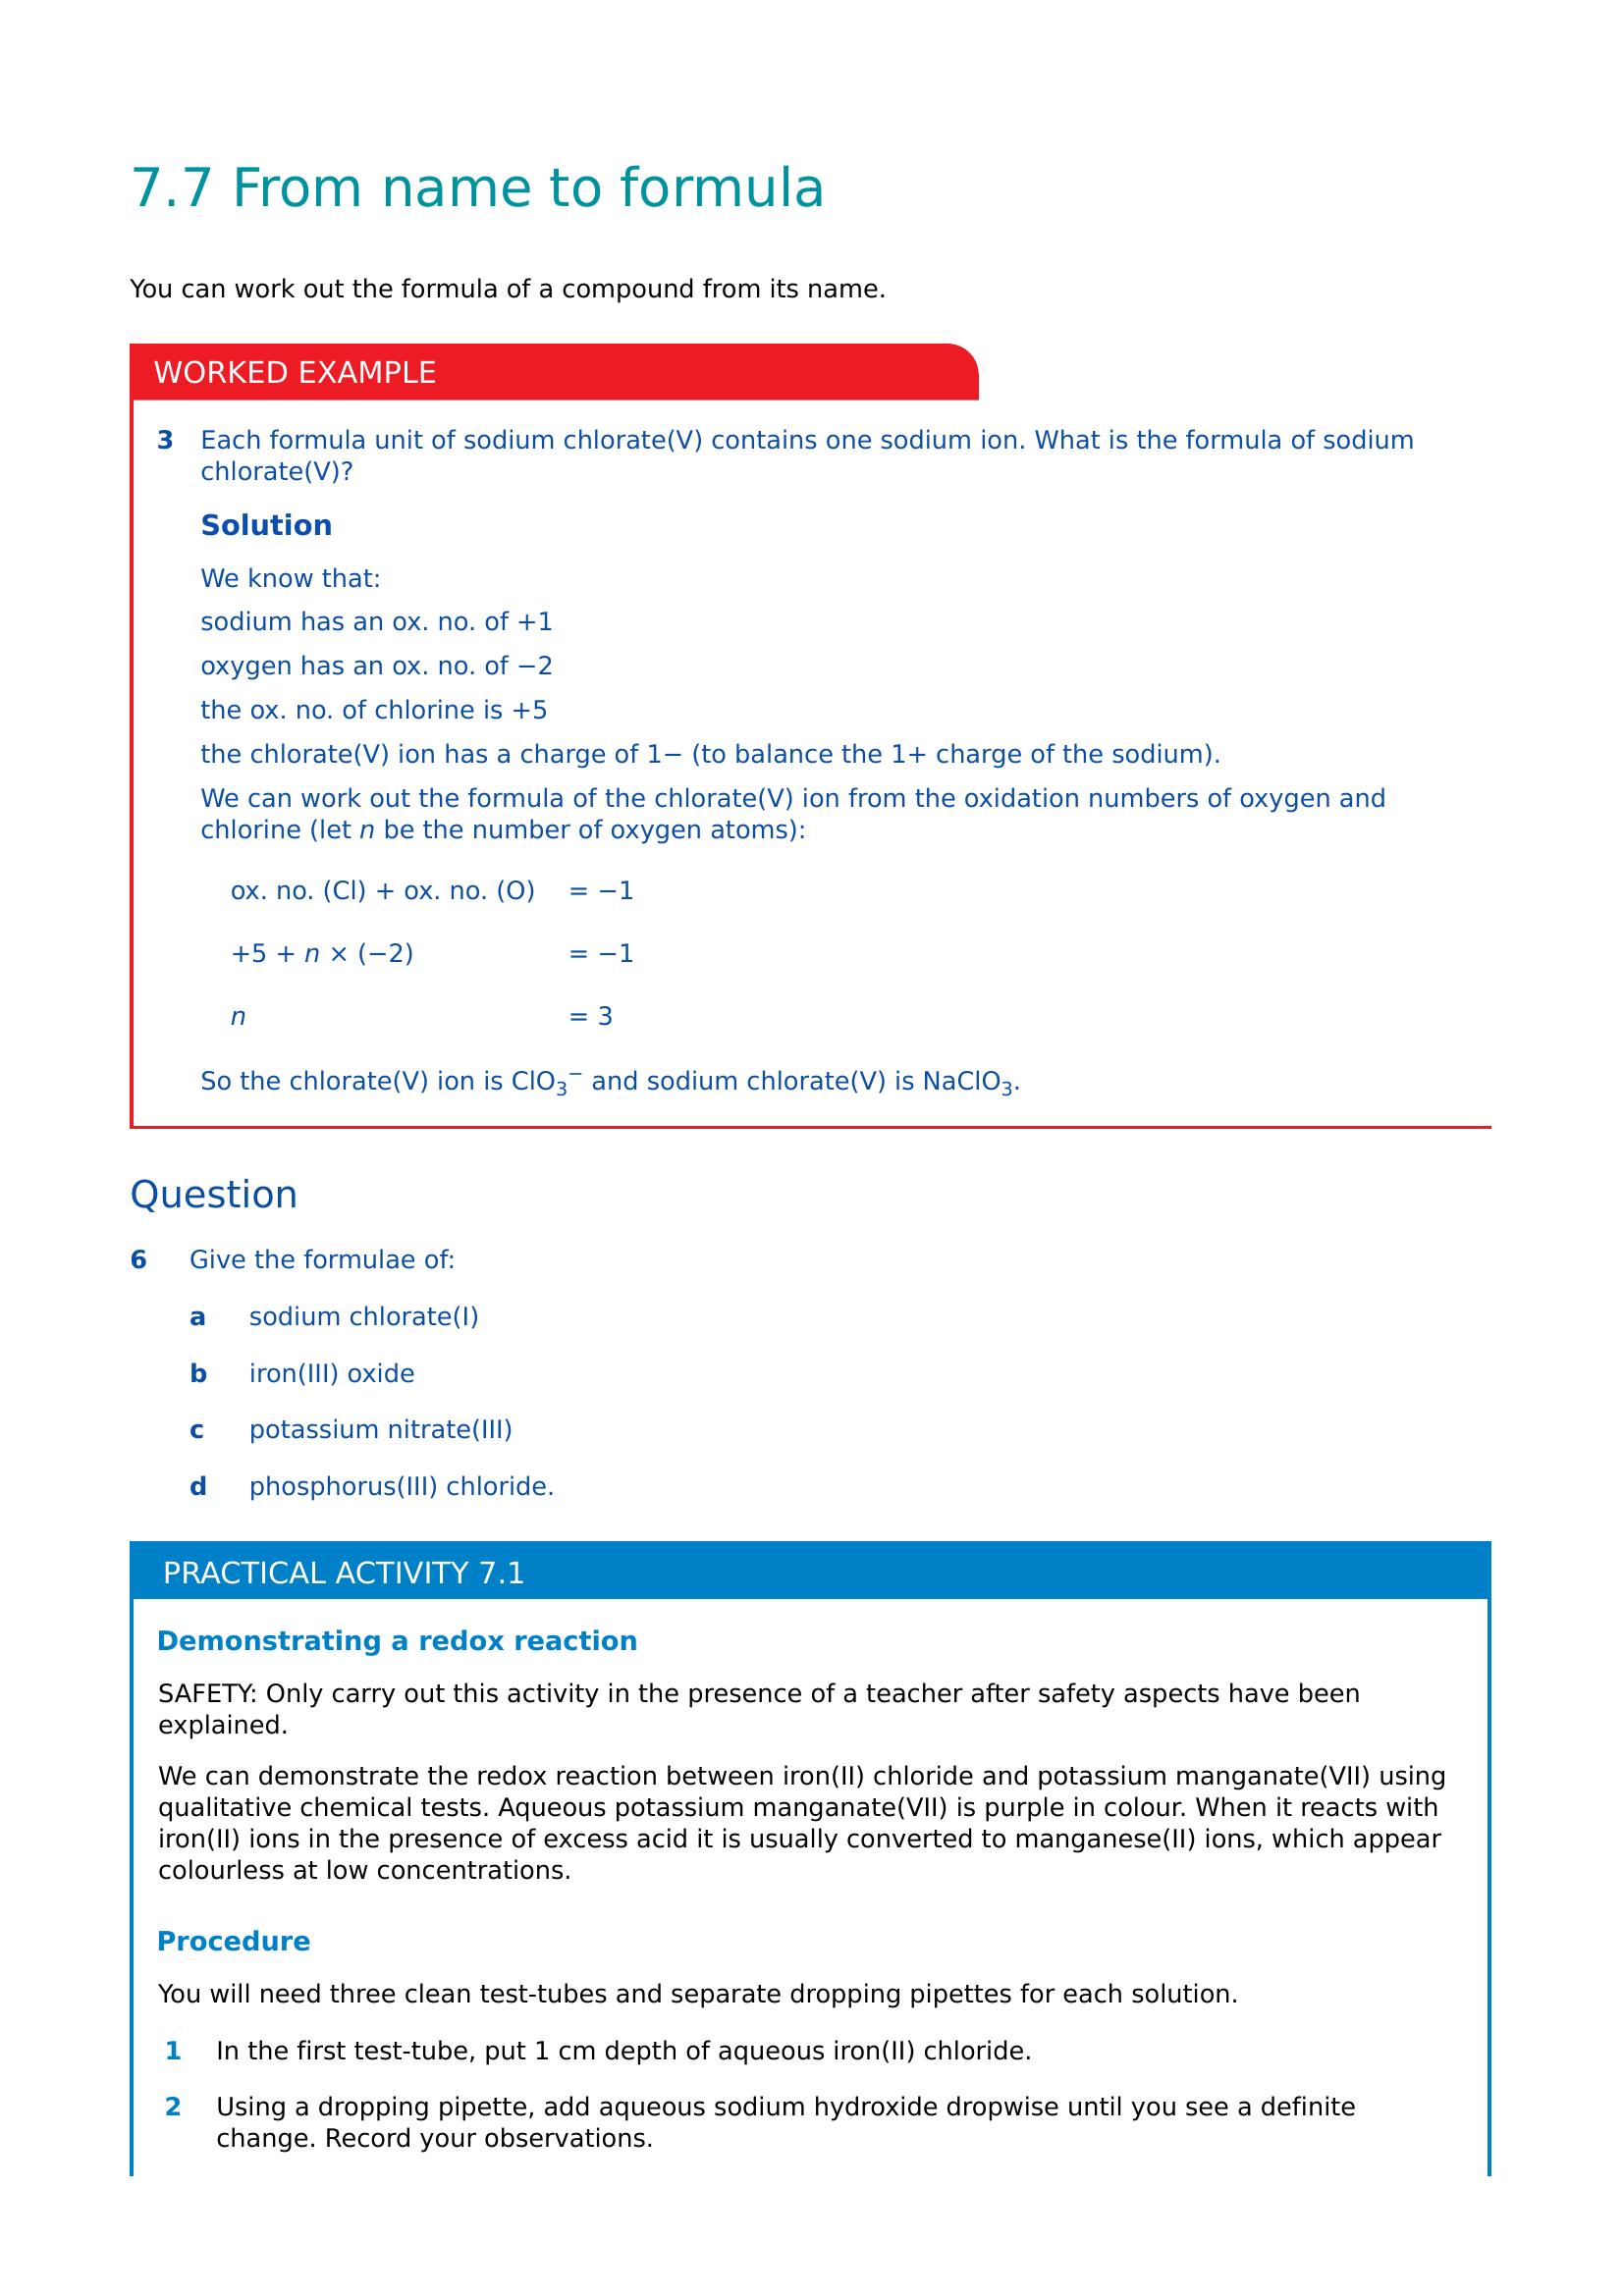 7.7 From name to formula
You can work out the formula of a compound from its name.
WORKED EXAMPLE
3 Each formula unit of sodium chlorate(V) contains one sodium ion. What is the formula of sodium
chlorate(V)?
Solution
We know that:
sodium has an ox. no. of +1
oxygen has an ox. no. of −2
the ox. no. of chlorine is +5
the chlorate(V) ion has a charge of 1− (to balance the 1+ charge of the sodium).
We can work out the formula of the chlorate(V) ion from the oxidation numbers of oxygen and
chlorine (let n be the number of oxygen atoms):
ox. no. (Cl) + ox. no. (O) = −1
+5 + n × (−2) = −1
n = 3
So the chlorate(V) ion is ClO₃⁻ and sodium chlorate(V) is NaClO₃.
Question
6 Give the formulae of:
a sodium chlorate(I)
b iron(III) oxide
c potassium nitrate(III)
d phosphorus(III) chloride.
PRACTICAL ACTIVITY 7.1
Demonstrating a redox reaction
SAFETY: Only carry out this activity in the presence of a teacher after safety aspects have been
explained.
We can demonstrate the redox reaction between iron(II) chloride and potassium manganate(VII) using
qualitative chemical tests. Aqueous potassium manganate(VII) is purple in colour. When it reacts with
iron(II) ions in the presence of excess acid it is usually converted to manganese(II) ions, which appear
colourless at low concentrations.
Procedure
You will need three clean test-tubes and separate dropping pipettes for each solution.
1 In the first test-tube, put 1 cm depth of aqueous iron(II) chloride.
2 Using a dropping pipette, add aqueous sodium hydroxide dropwise until you see a definite
change. Record your observations.